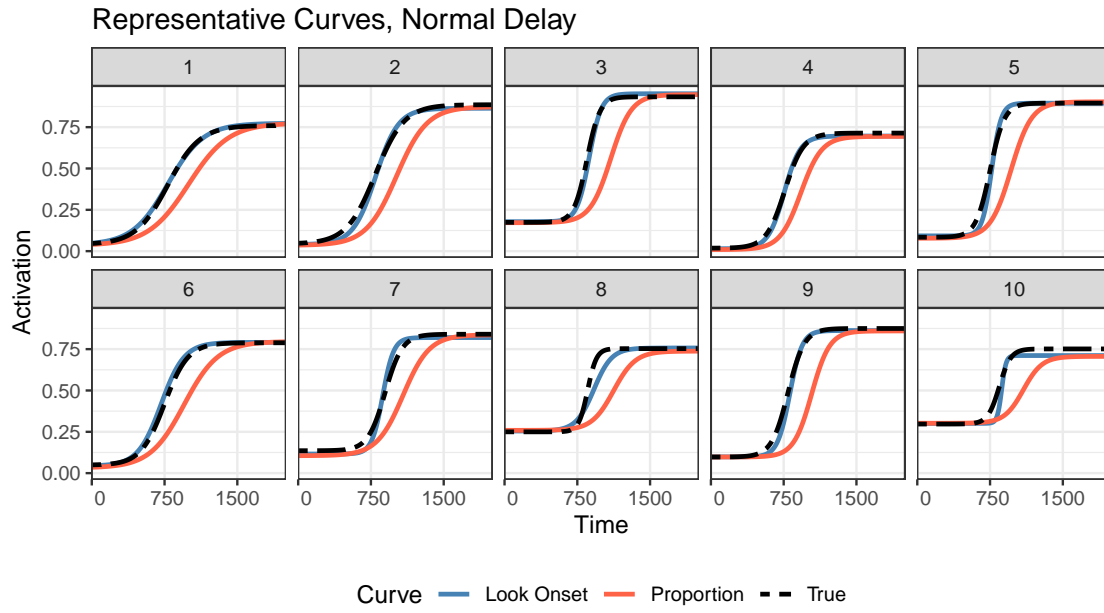 Representative Curves, Normal Delay
1 2 3 4 5
0.75
0.50
0.25
0.00
6 7 8 9 10
0.75
0.50
0.25
0.00
Activation
0 750 1500 0 750 1500 0 750 1500 0 750 1500 0 750 1500
Time
Curve Look Onset Proportion True